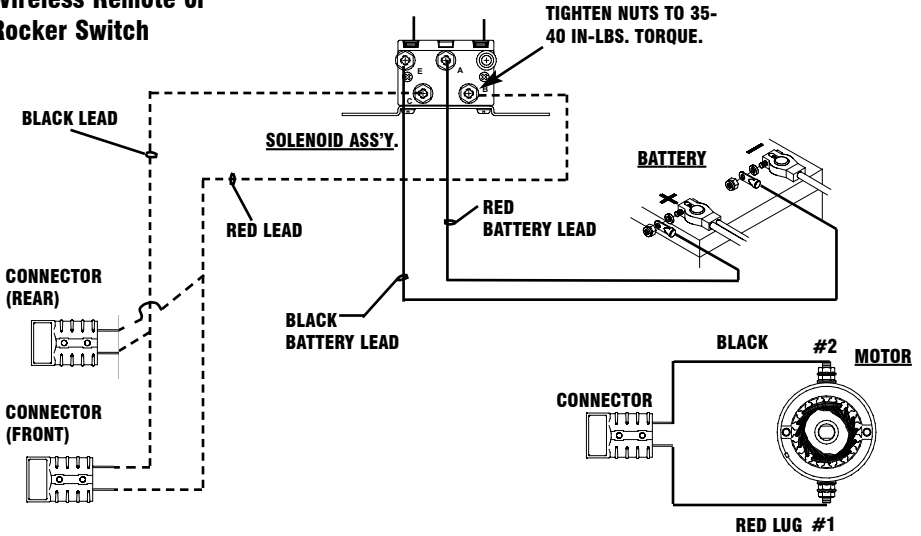 Wireless Remote or
Rocker Switch
TIGHTEN NUTS TO 35-
40 IN-LBS. TORQUE.
E
A
B
C
BLACK LEAD
SOLENOID ASS'Y.
BATTERY
RED LEAD
RED
BATTERY LEAD
CONNECTOR
(REAR)
BLACK
BATTERY LEAD
BLACK
#2
MOTOR
CONNECTOR
CONNECTOR
(FRONT)
RED LUG #1